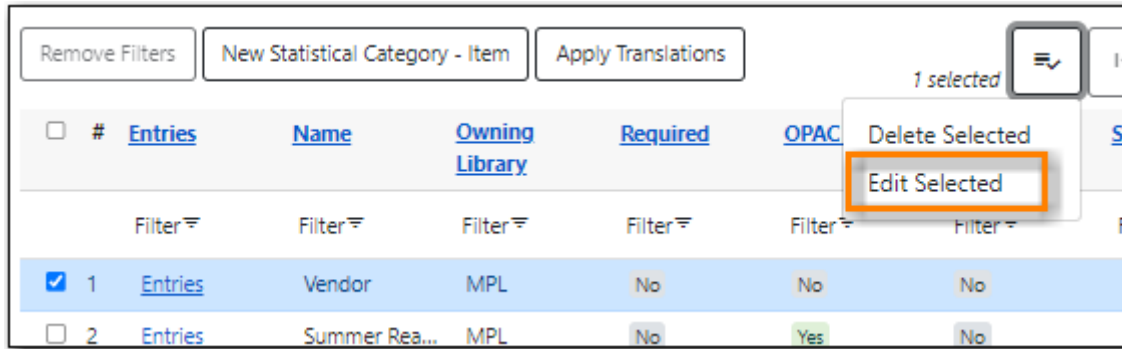 Remove Filters New Statistical Category - Item Apply Translations
1 selected
# Entries Name Owning Library Required OPAC
Delete Selected
Edit Selected
Filter Filter Filter Filter Filter Filter
1 Entries Vendor MPL No No No
2 Entries Summer Rea... MPL No Yes No